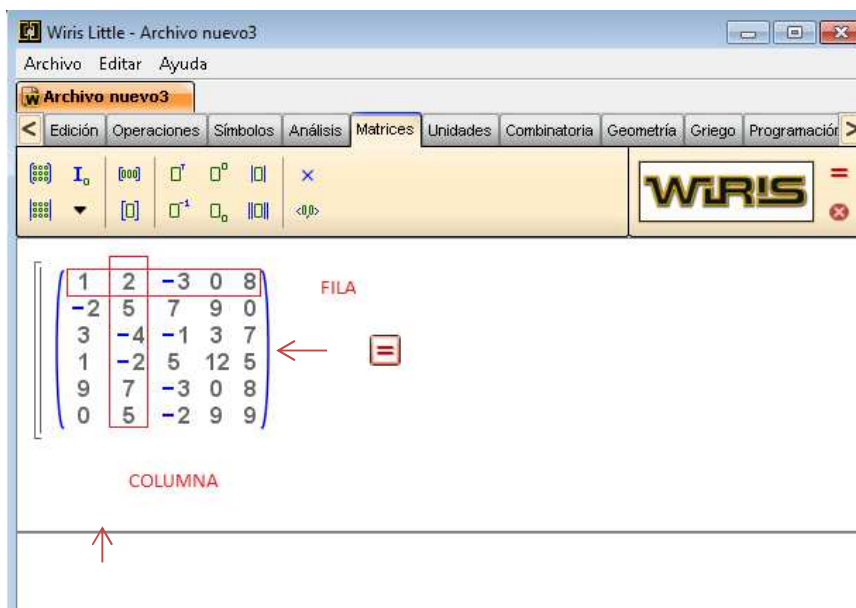 Wiris Little - Archivo nuevo3
Archivo Editar Ayuda
Archivo nuevo3
< Edición Operaciones Símbolos Análisis Matrices Unidades Combinatoria Geometría Griego Programación >
WIRIS
1 2 -3 0 8 FILA
-2 5 7 9 0
3 -4 -1 3 7
1 -2 5 12 5
9 7 -3 0 8
0 5 -2 9 9
=
COLUMNA